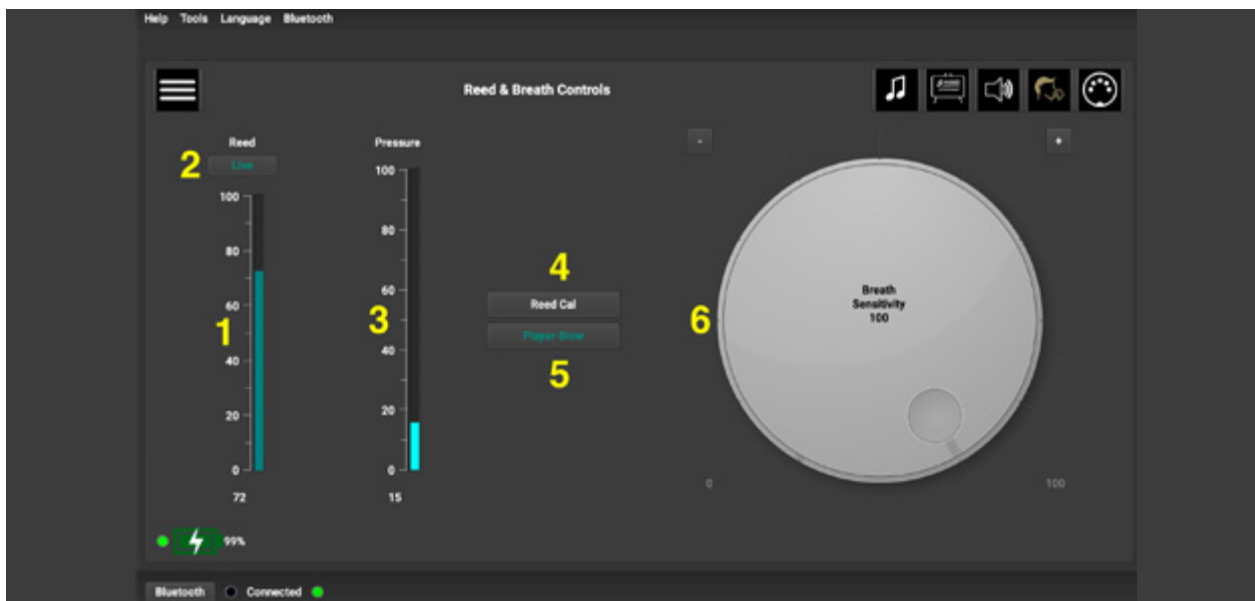 Help Tools Language Bluetooth
Reed & Breath Controls
Reed
2 Live
100
80
60
40
20
0
72
1
Pressure
100
80
60
40
20
0
15
3
4
Reed Cal
Player-Blow
5
- +
Breath
Sensitivity
100
6
0 100
99%
Bluetooth Connected